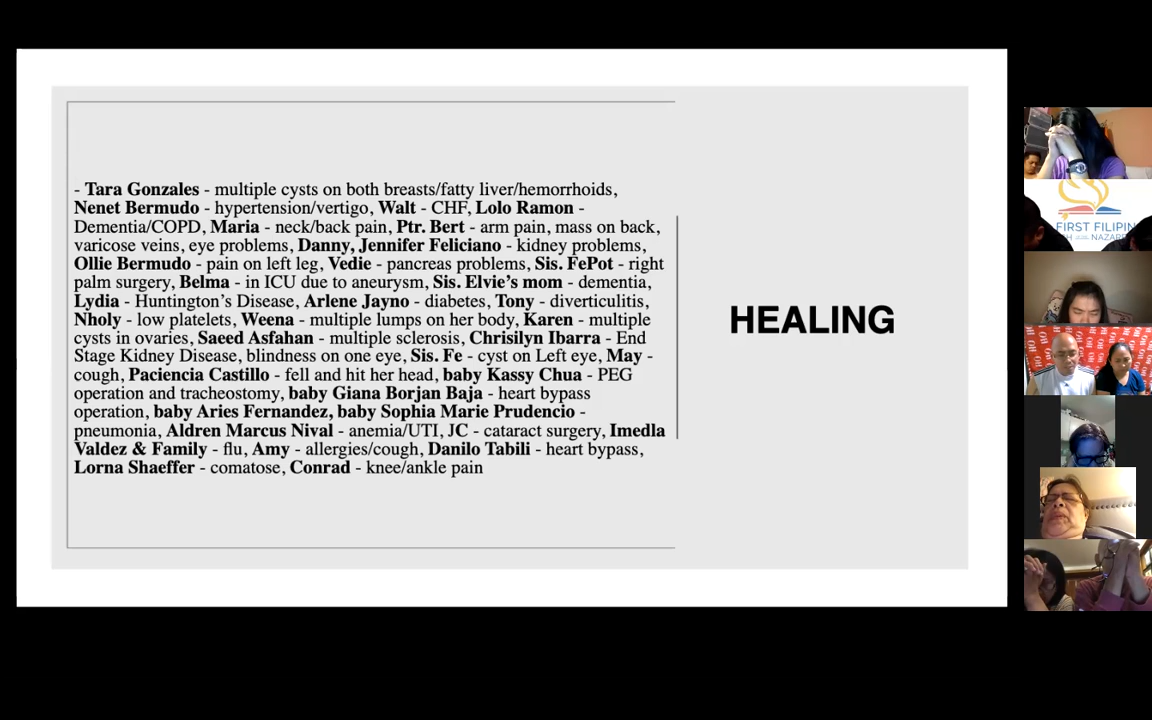 - Tara Gonzales - multiple cysts on both breasts/fatty liver/hemorrhoids,
Nenet Bermudo - hypertension/vertigo, Walt - CHF, Lolo Ramon -
Dementia/COPD, Maria - neck/back pain, Ptr. Bert - arm pain, mass on back,
varicose veins, eye problems, Danny, Jennifer Feliciano - kidney problems,
Ollie Bermudo - pain on left leg, Vedie - pancreas problems, Sis. FePot - right
palm surgery, Belma - in ICU due to aneurysm, Sis. Elvie’s mom - dementia,
Lydia - Huntington’s Disease, Arlene Jayno - diabetes, Tony - diverticulitis,
Nholy - low platelets, Weena - multiple lumps on her body, Karen - multiple
cysts in ovaries, Saeed Asfahan - multiple sclerosis, Chrisilyn Ibarra - End
Stage Kidney Disease, blindness on one eye, Sis. Fe - cyst on Left eye, May -
cough, Paciencia Castillo - fell and hit her head, baby Kassy Chua - PEG
operation and tracheostomy, baby Giana Borjan Baja - heart bypass
operation, baby Aries Fernandez, baby Sophia Marie Prudencio -
pneumonia, Aldren Marcus Nival - anemia/UTI, JC - cataract surgery, Imedla
Valdez & Family - flu, Amy - allergies/cough, Danilo Tabili - heart bypass,
Lorna Shaeffer - comatose, Conrad - knee/ankle pain
HEALING
FIRST FILIPIN